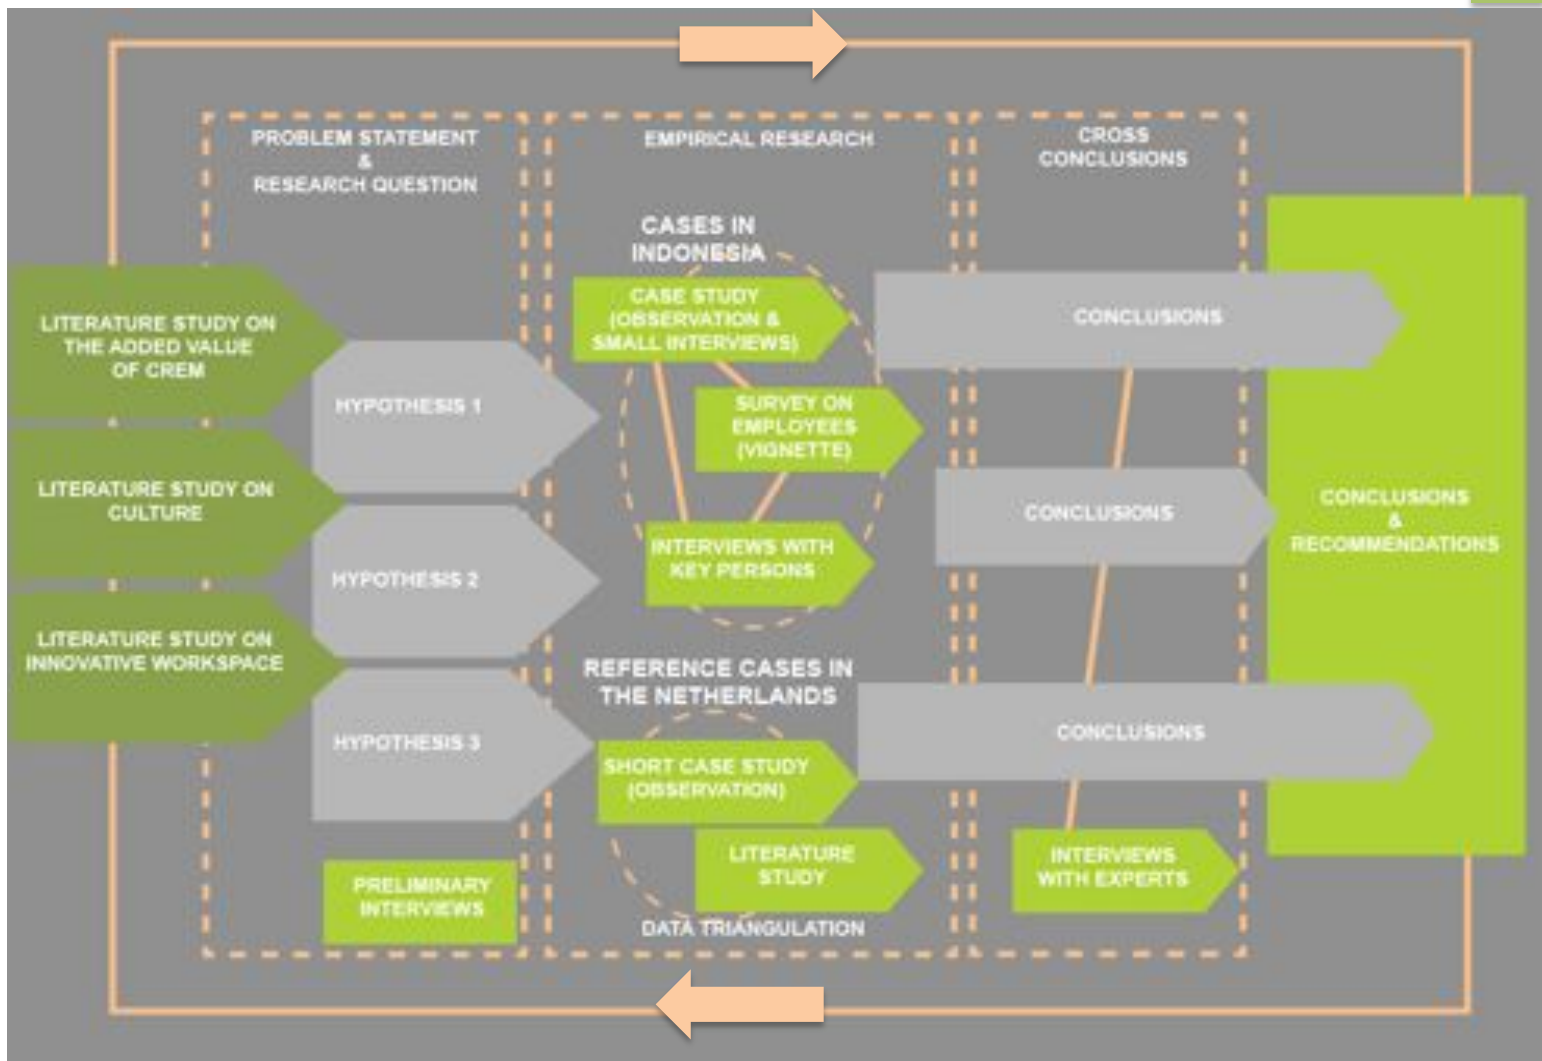 PROBLEM STATEMENT
&
RESEARCH QUESTION
EMPIRICAL RESEARCH
CROSS
CONCLUSIONS
LITERATURE STUDY ON
THE ADDED VALUE
OF CREM
LITERATURE STUDY ON
CULTURE
LITERATURE STUDY ON
INNOVATIVE WORKSPACE
HYPOTHESIS 1
HYPOTHESIS 2
HYPOTHESIS 3
PRELIMINARY
INTERVIEWS
CASES IN
INDONESIA
CASE STUDY
(OBSERVATION &
SMALL INTERVIEWS)
SURVEY ON
EMPLOYEES
(VIGNETTE)
INTERVIEWS WITH
KEY PERSONS
REFERENCE CASES IN
THE NETHERLANDS
SHORT CASE STUDY
(OBSERVATION)
LITERATURE
STUDY
DATA TRIANGULATION
CONCLUSIONS
CONCLUSIONS
CONCLUSIONS
INTERVIEWS
WITH EXPERTS
CONCLUSIONS
&
RECOMMENDATIONS